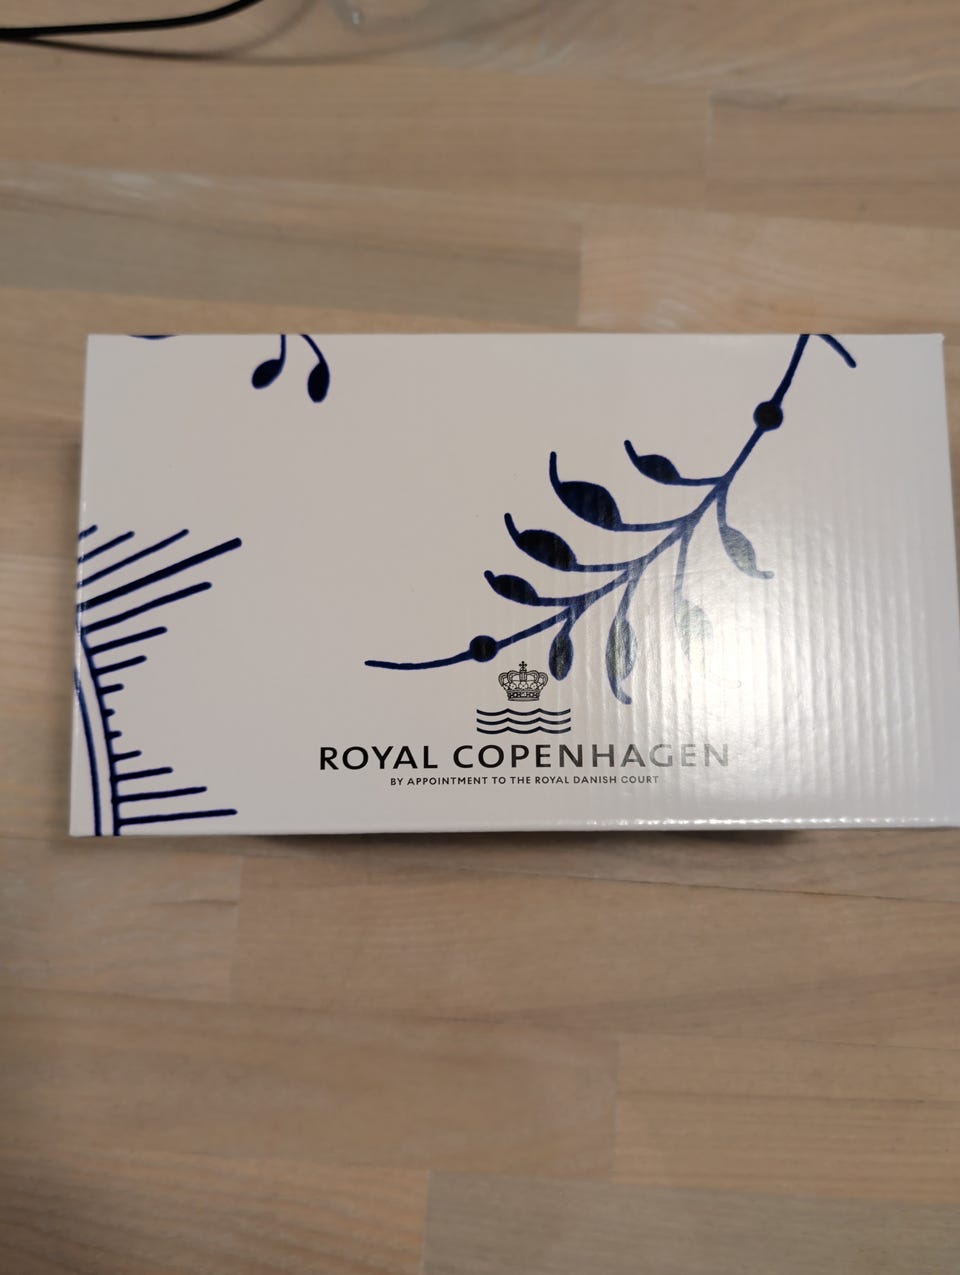 ROYAL COPENHAGEN
BY APPOINTMENT TO THE ROYAL DANISH COURT